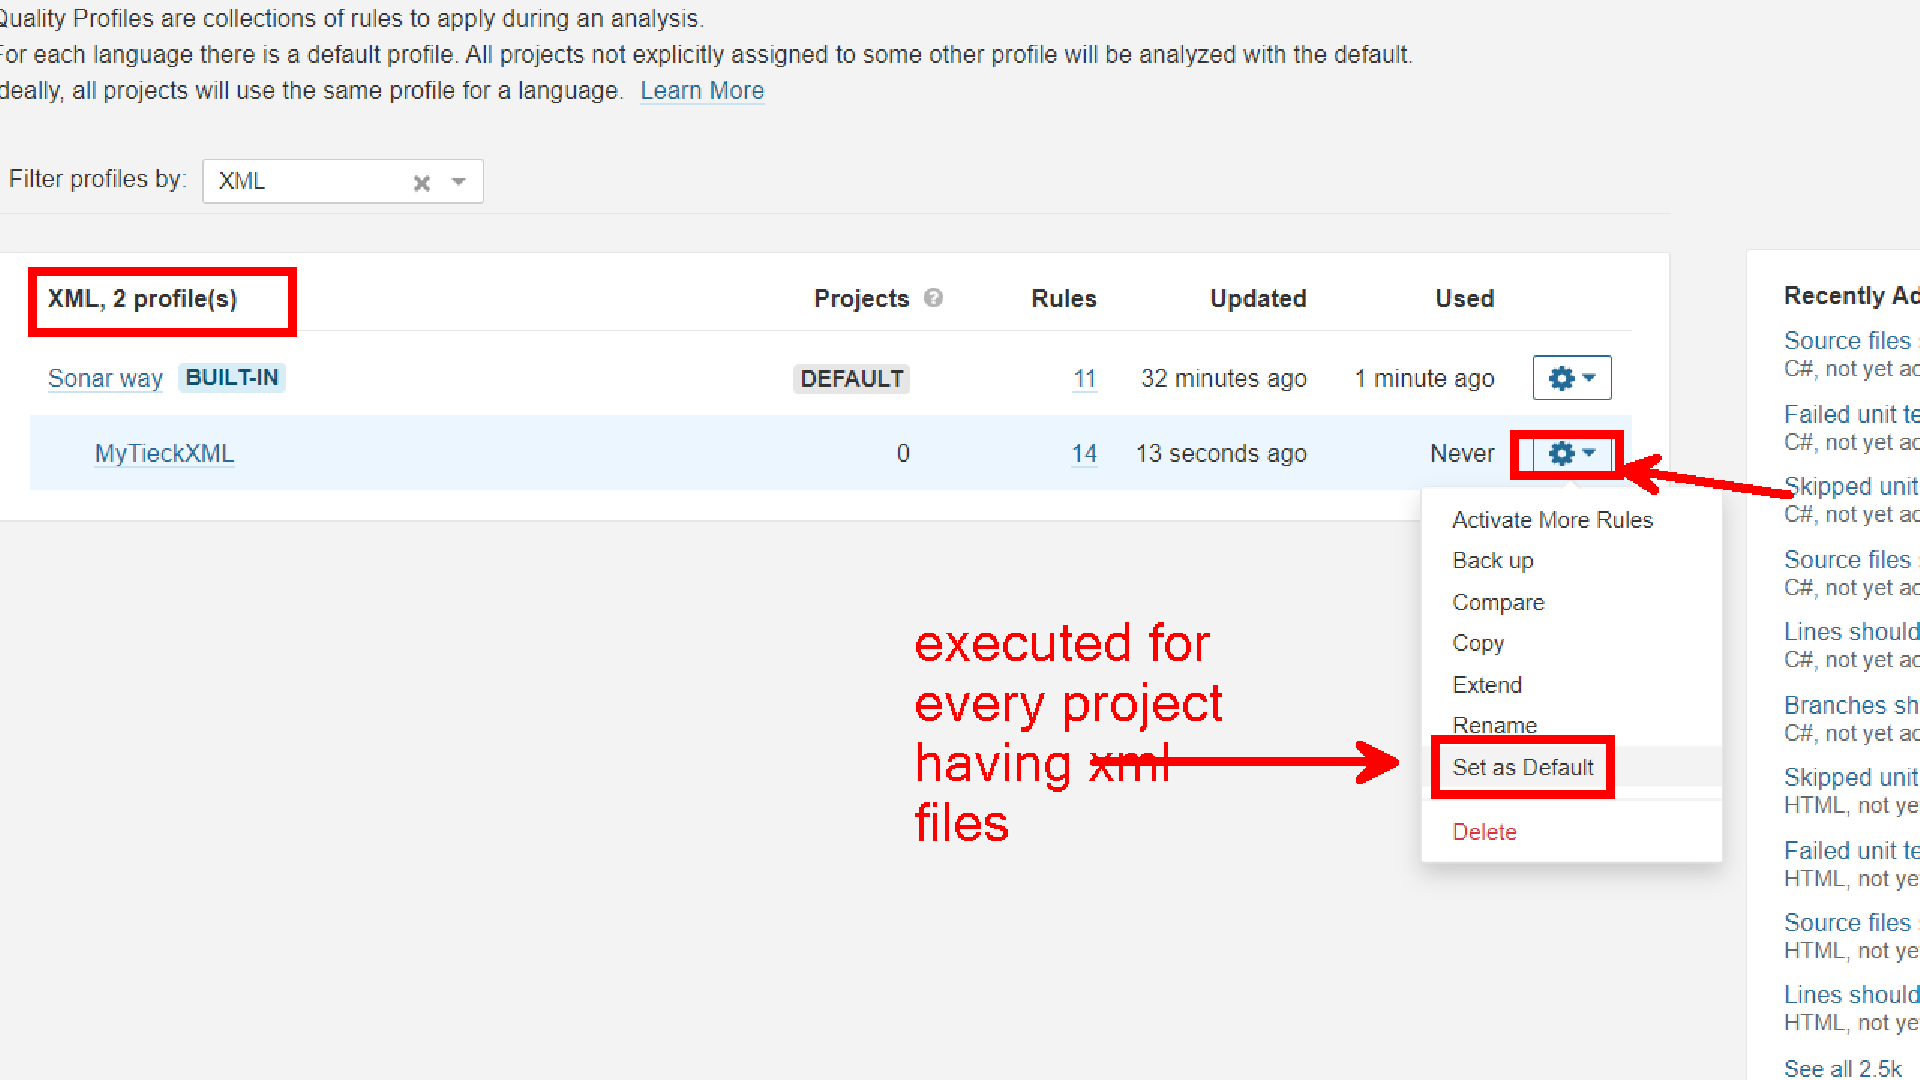 Quality Profiles are collections of rules to apply during an analysis.
For each language there is a default profile. All projects not explicitly assigned to some other profile will be analyzed with the default.
deally, all projects will use the same profile for a language. Learn More
Filter profiles by: XML
XML, 2 profile(s) Projects Rules Updated Used
Sonar way BUILT-IN DEFAULT 11 32 minutes ago 1 minute ago
MyTieckXML 0 14 13 seconds ago Never
Activate More Rules
Back up
Compare
Copy
Extend
Rename
Set as Default
Delete
executed for
every project
having xml
files
Recently Ad
Source files s
C#, not yet ac
Failed unit te
C#, not yet ac
Skipped unit
C#, not yet ac
Source files s
C#, not yet ac
Lines should
C#, not yet ac
Branches sh
C#, not yet ac
Skipped unit
HTML, not ye
Failed unit te
HTML, not ye
Source files s
HTML, not ye
Lines should
HTML, not ye
See all 2.5k